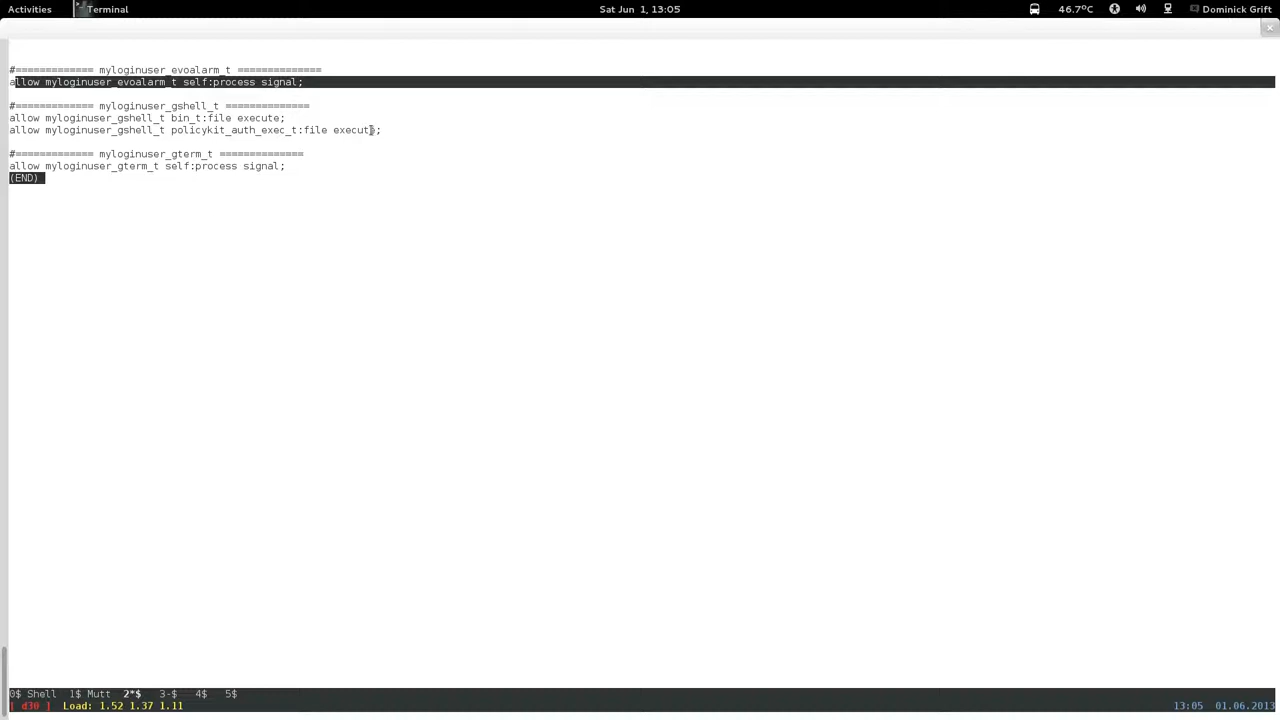 Activities
Terminal
Sat Jun 1, 13:05
46.7°C
Dominick Grift
#============= myloginuser_evoalarm_t ==============
allow myloginuser_evoalarm_t self:process signal;
#============= myloginuser_gshell_t ==============
allow myloginuser_gshell_t bin_t:file execute;
allow myloginuser_gshell_t policykit_auth_exec_t:file execute;
#============= myloginuser_gterm_t ==============
allow myloginuser_gterm_t self:process signal;
(END)
0$ Shell 1$ Mutt 2*$ 3-$ 4$ 5$
[ d30 ] Load: 1.52 1.37 1.11
13:05 01.06.2013